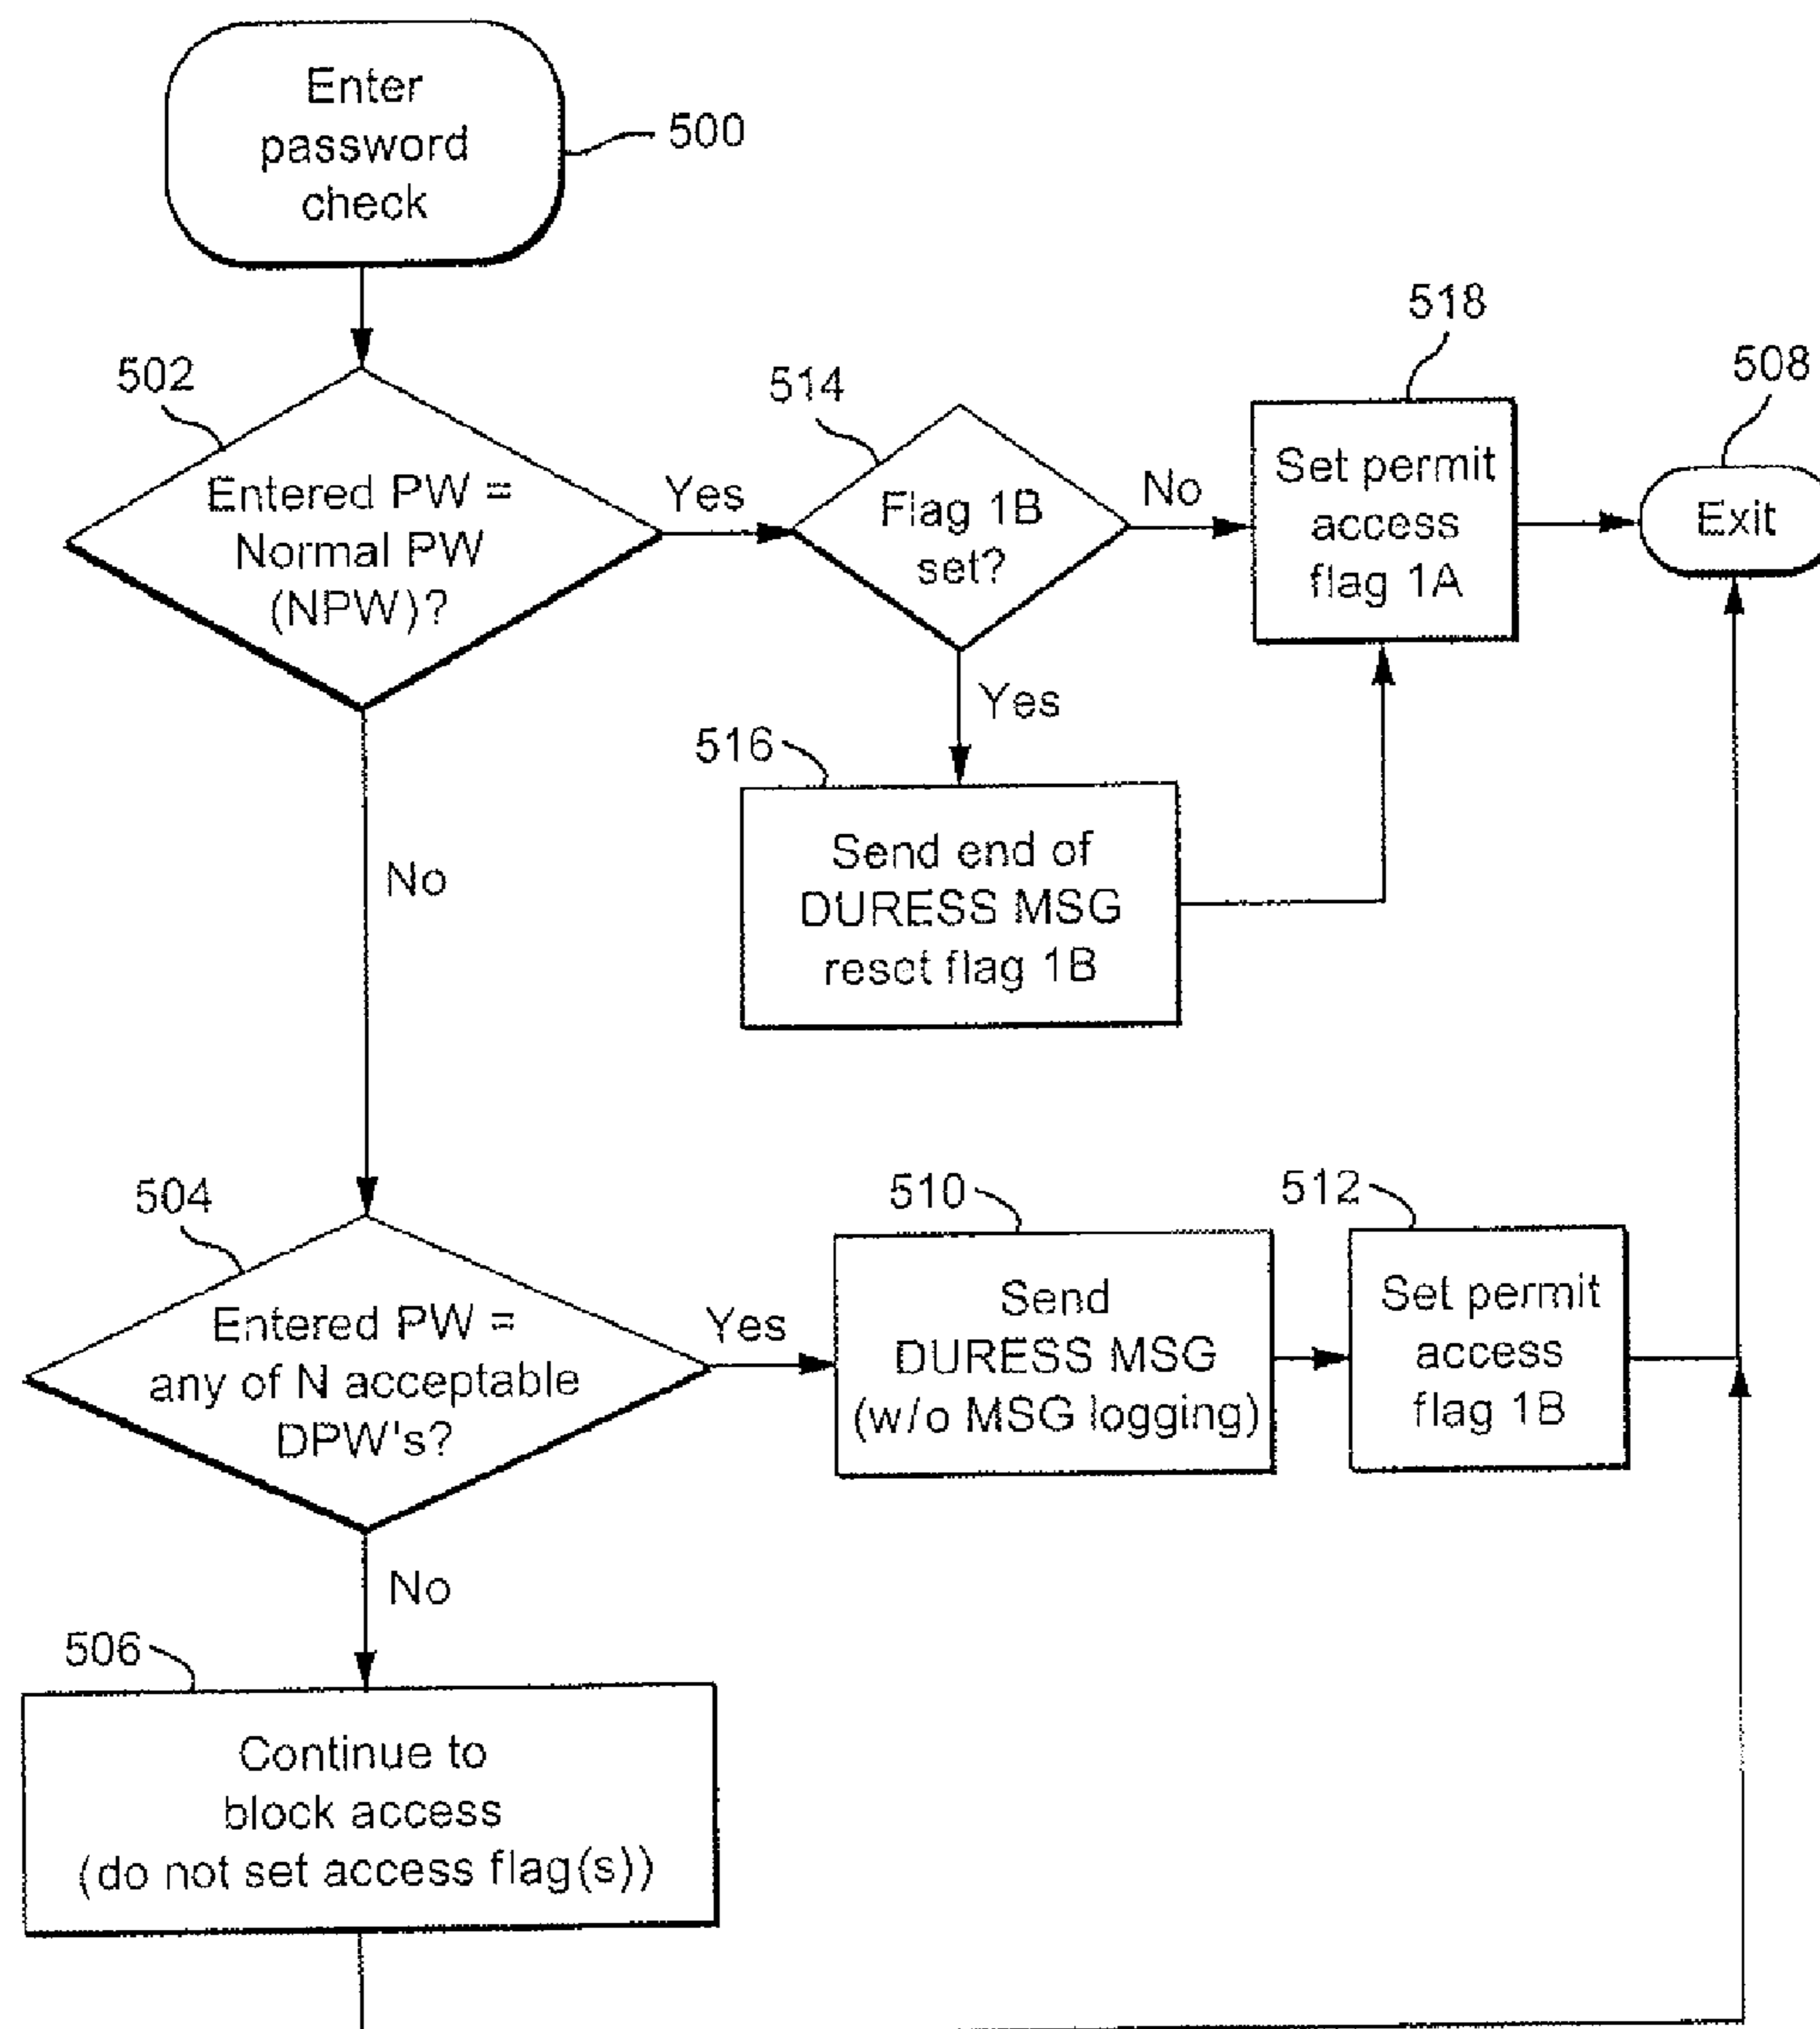 Enter
password
check
500
502
Entered PW =
Normal PW
(NPW)?
Yes
514
Flag 1B
set?
No
518
Set permit
access
flag 1A
508
Exit
Yes
516
Send end of
DURESS MSG
reset flag 1B
No
504
Entered PW =
any of N acceptable
DPW's?
Yes
510
Send
DURESS MSG
(w/o MSG logging)
512
Set permit
access
flag 1B
No
506
Continue to
block access
(do not set access flag(s))